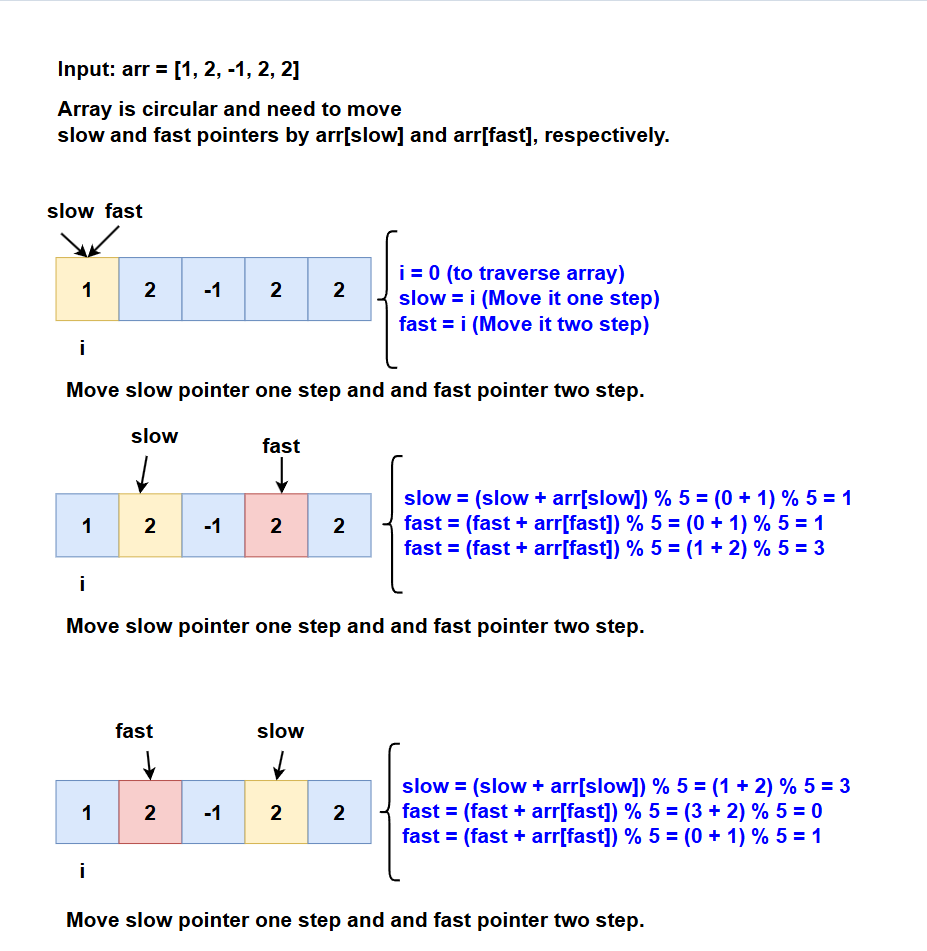 Input: arr = [1, 2, -1, 2, 2]
Array is circular and need to move
slow and fast pointers by arr[slow] and arr[fast], respectively.
slow fast
1 2 -1 2 2
i
i = 0 (to traverse array)
slow = i (Move it one step)
fast = i (Move it two step)
Move slow pointer one step and and fast pointer two step.
slow fast
1 2 -1 2 2
i
slow = (slow + arr[slow]) % 5 = (0 + 1) % 5 = 1
fast = (fast + arr[fast]) % 5 = (0 + 1) % 5 = 1
fast = (fast + arr[fast]) % 5 = (1 + 2) % 5 = 3
Move slow pointer one step and and fast pointer two step.
fast slow
1 2 -1 2 2
i
slow = (slow + arr[slow]) % 5 = (1 + 2) % 5 = 3
fast = (fast + arr[fast]) % 5 = (3 + 2) % 5 = 0
fast = (fast + arr[fast]) % 5 = (0 + 1) % 5 = 1
Move slow pointer one step and and fast pointer two step.